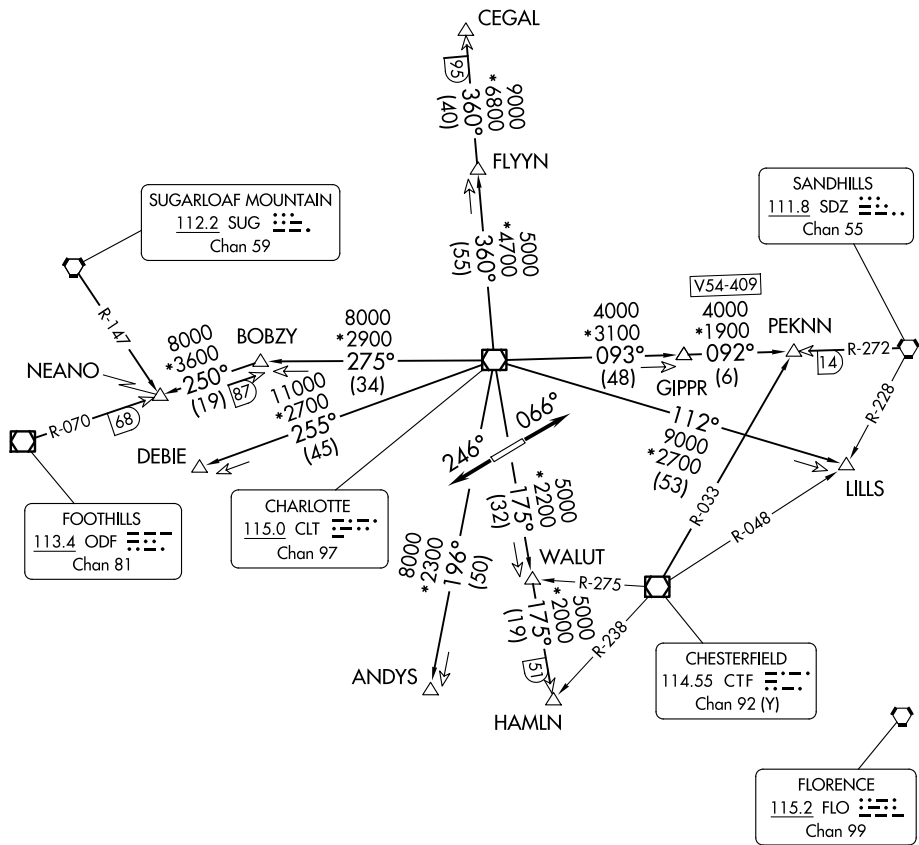 CEGAL
95
360°
9000
*6800
(40)
FLYYN
360°
5000
*4700
(55)
SUGARLOAF MOUNTAIN
112.2 SUG
Chan 59
SANDHILLS
111.8 SDZ
Chan 55
R-147
NEANO
8000
*3600
250°
(19)
BOBZY
87
8000
*2900
275°
(34)
4000
*3100
093°
(48)
GIPPR
V54-409
4000
*1900
092°
(6)
PEKNN
14
R-272
R-228
R-070
68
11000
*2700
255°
(45)
DEBIE
246°
066°
112°
9000
*2700
(53)
LILLS
FOOTHILLS
113.4 ODF
Chan 81
CHARLOTTE
115.0 CLT
Chan 97
R-033
R-048
5000
*2200
175°
(32)
WALUT
R-275
8000
*2300
196°
(50)
ANDYS
5000
*2000
175°
(19)
51
HAMLN
R-238
CHESTERFIELD
114.55 CTF
Chan 92 (Y)
FLORENCE
115.2 FLO
Chan 99